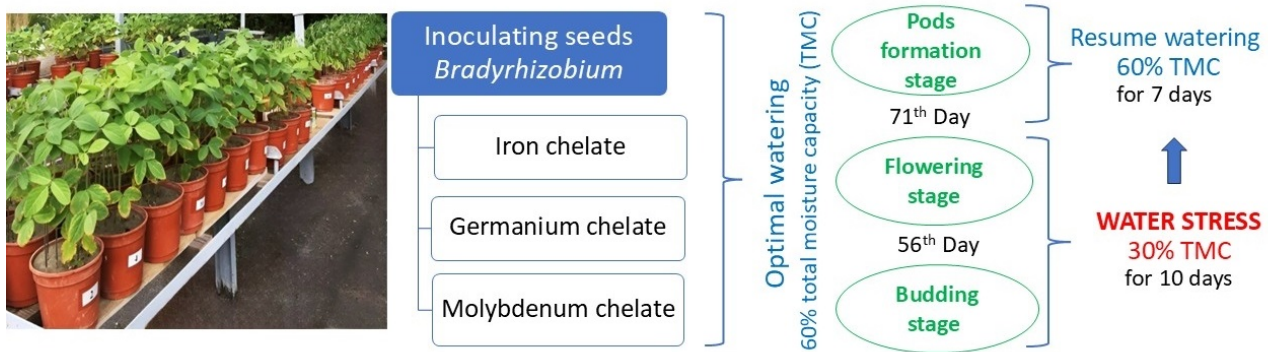 Inoculating seeds
Bradyrhizobium
Iron chelate
Germanium chelate
Molybdenum chelate
Optimal watering
60% total moisture capacity (TMC)
Pods
formation
stage
71th Day
Flowering
stage
56th Day
Budding
stage
Resume watering
60% TMC
for 7 days
WATER STRESS
30% TMC
for 10 days